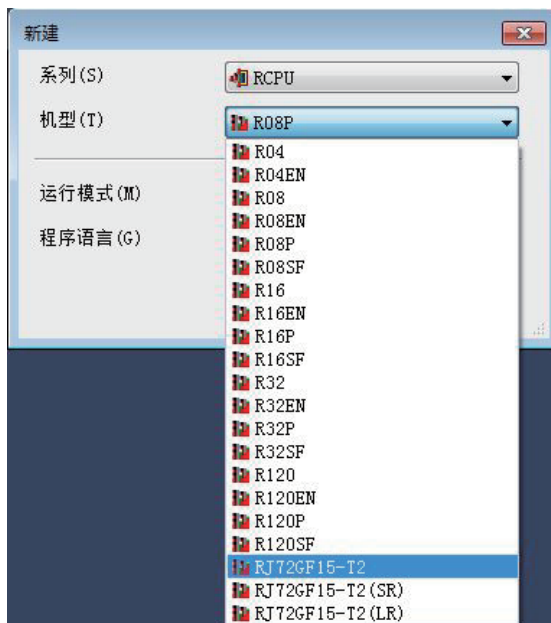 新建
系列(S)
RCPU
机型(T)
R08P
R04
R04EN
R08
R08EN
R08P
R08SF
R16
R16EN
R16P
R16SF
R32
R32EN
R32P
R32SF
R120
R120EN
R120P
R120SF
RJ72GF15-T2
RJ72GF15-T2(SR)
RJ72GF15-T2(LR)
运行模式(M)
程序语言(G)